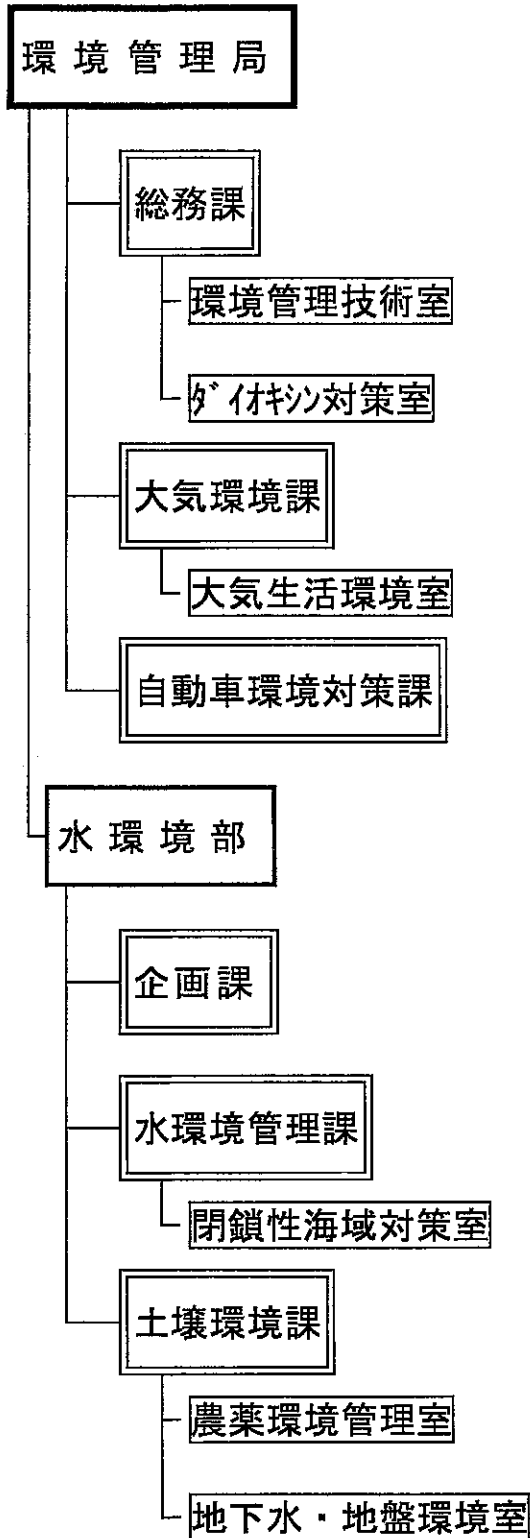 環境管理局
総務課
環境管理技術室
ダイオキシン対策室
大気環境課
大気生活環境室
自動車環境対策課
水環境部
企画課
水環境管理課
閉鎖性海域対策室
土壌環境課
農薬環境管理室
地下水・地盤環境室